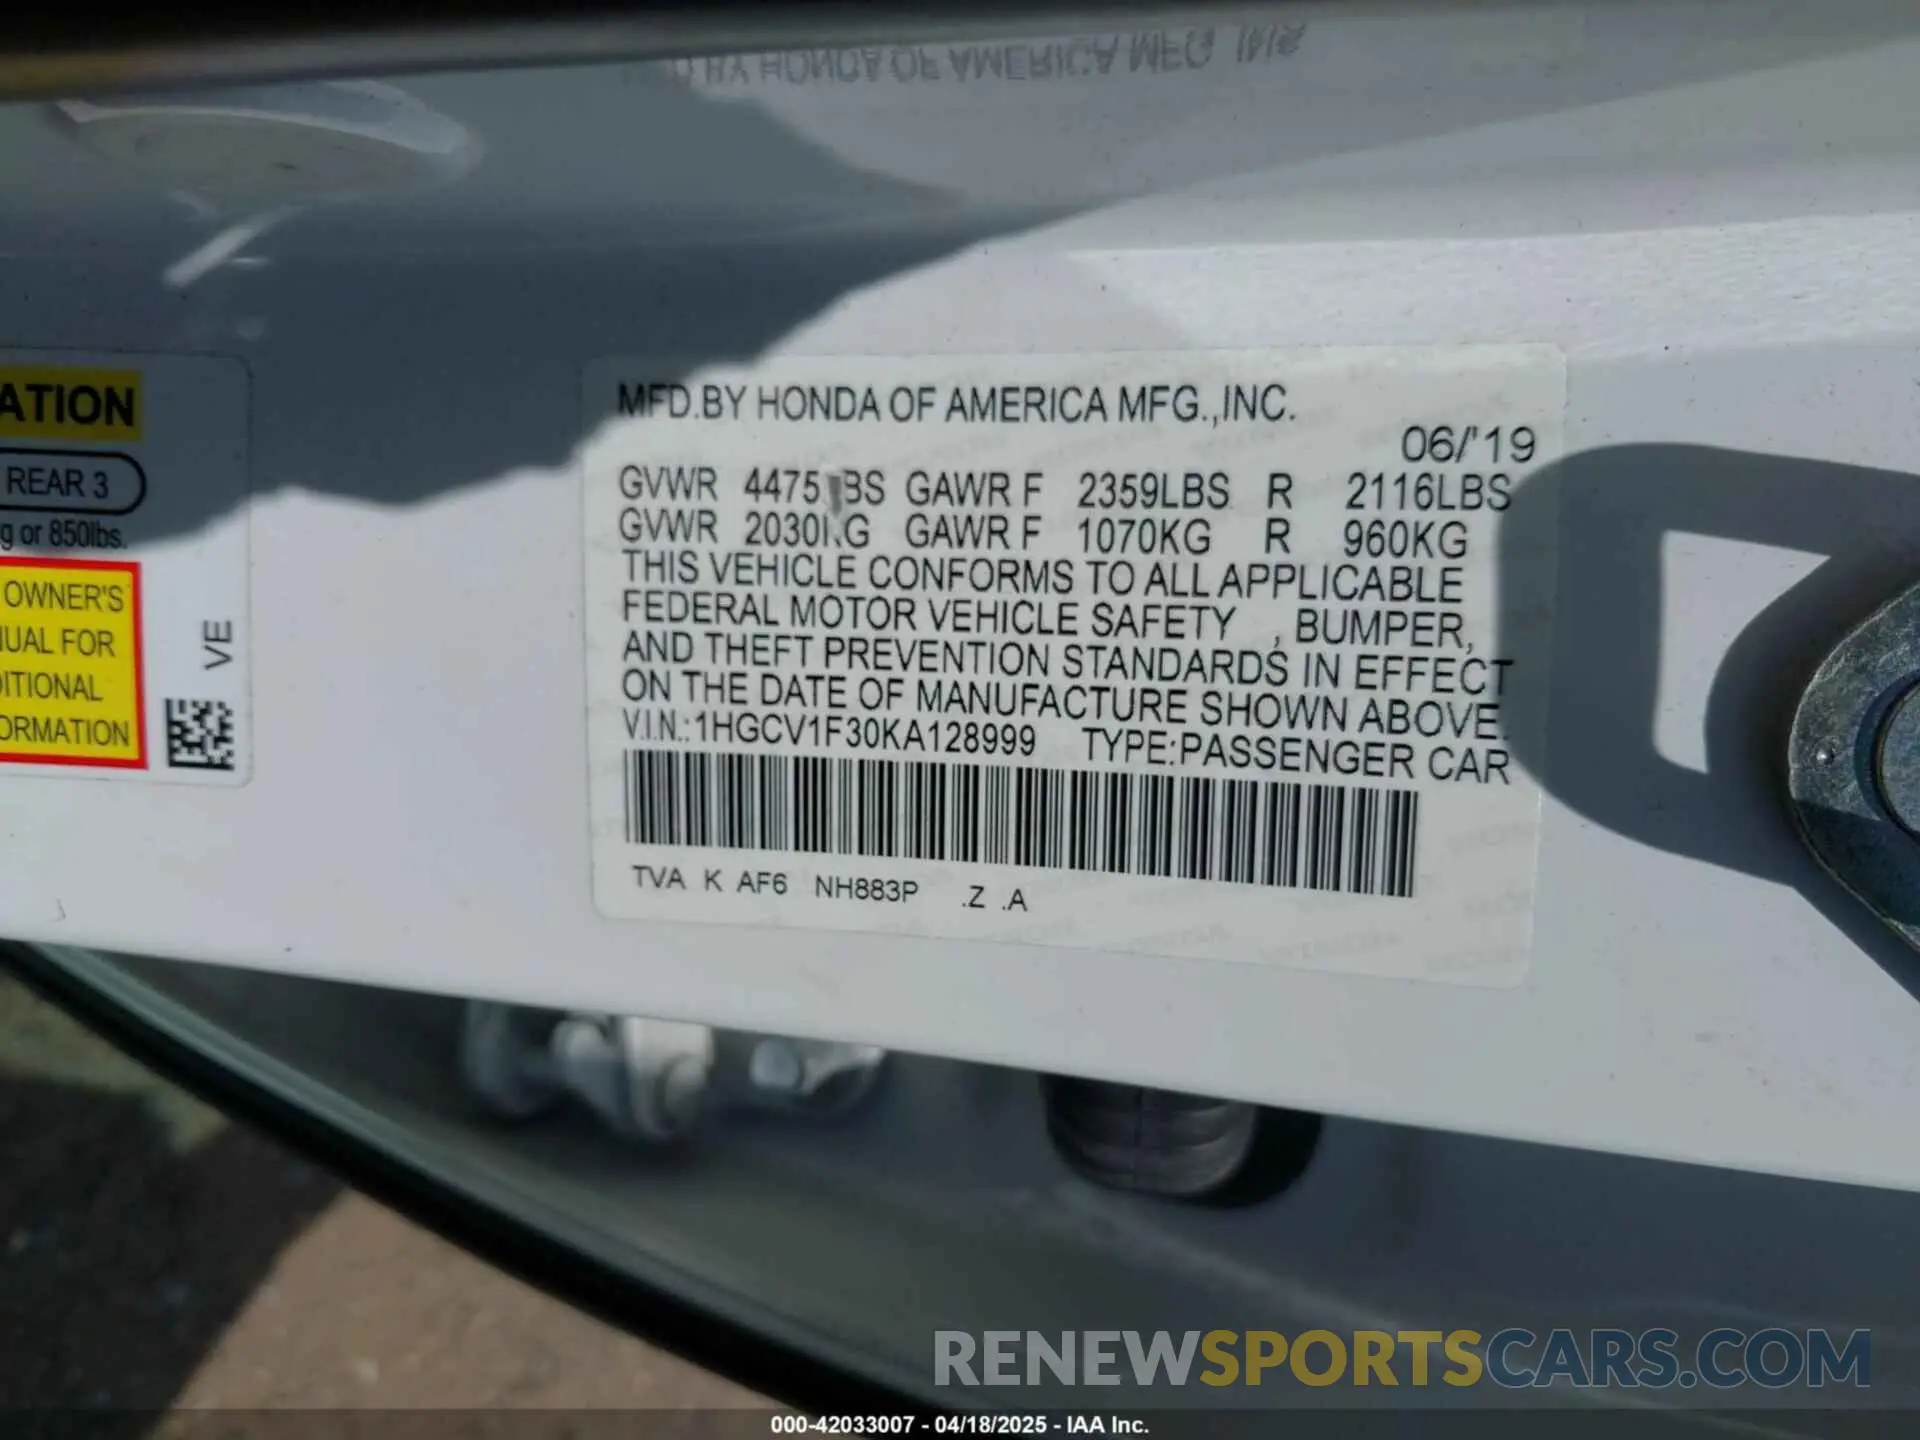 MFD.BY HONDA OF AMERICA MFG.,INC.
06/'19
GVWR 4475 BS GAWR F 2359LBS R 2116LBS
GVWR 2030KG GAWR F 1070KG R 960KG
THIS VEHICLE CONFORMS TO ALL APPLICABLE
FEDERAL MOTOR VEHICLE SAFETY , BUMPER,
AND THEFT PREVENTION STANDARDS IN EFFECT
ON THE DATE OF MANUFACTURE SHOWN ABOVE.
V.I.N.:1HGCV1F30KA128999 TYPE:PASSENGER CAR
TVA K AF6 NH883P .Z .A
ATION
REAR 3
g or 850lbs.
OWNER'S
NUAL FOR
DITIONAL
ORMATION
VE
RENEWSPORTSCARS.COM
000-42033007 - 04/18/2025 - IAA Inc.